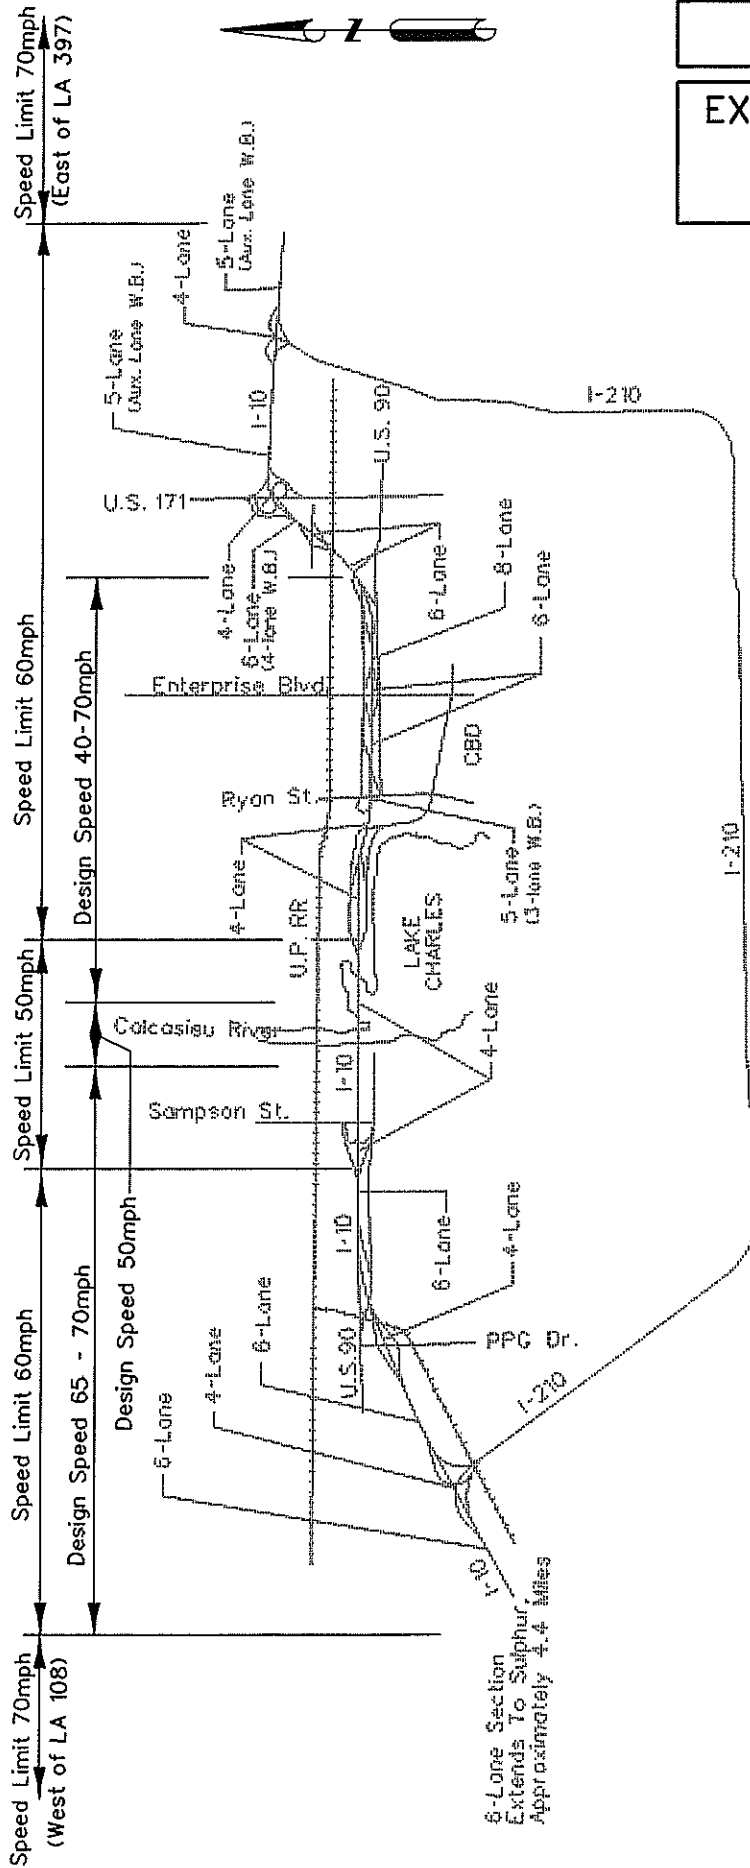 Speed Limit 70mph
(West of LA 108)
Speed Limit 60mph
Speed Limit 50mph
Speed Limit 60mph
Speed Limit 70mph
(East of LA 397)
Design Speed 65 - 70mph
Design Speed 50mph
Design Speed 40-70mph
N
EX
6-Lane
4-Lane
6-Lane
U.S.90
I-10
Sampson St.
I-10
Calcasieu River
U.P. RR
4-Lane
Ryan St.
Enterprise Blvd
4-Lane
6-Lane
(4-lane W.B.)
U.S. 171
5-Lane
(Aux. Lane W.B.)
I-10
4-Lane
5-Lane
(Aux. Lane W.B.)
U.S. 90
I-10
6-Lane Section
Extends To Sulphur,
Approximately 4.4 Miles
I-210
PPG Dr.
4-Lane
6-Lane
4-Lane
LAKE
CHARLES
5-Lane
(3-lane W.B.)
CBD
6-Lane
8-Lane
6-Lane
I-210
I-210